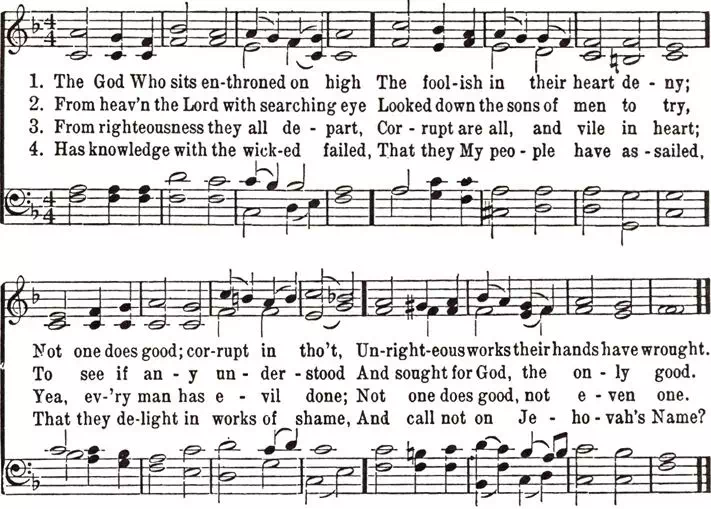 1. The God Who sits en-throned on high The fool-ish in their heart de-ny;
2. From heav'n the Lord with searching eye Looked down the sons of men to try,
3. From righteousness they all de-part, Cor-rupt are all, and vile in heart;
4. Has knowledge with the wick-ed failed, That they My peo-ple have as-sailed,
Not one does good; cor-rupt in tho't, Un-right-eous works their hands have wrought.
To see if an-y un-der-stood And sought for God, the on-ly good.
Yea, ev-'ry man has e-vil done; Not one does good, not e-ven one.
That they de-light in works of shame, And call not on Je-ho-vah's Name?